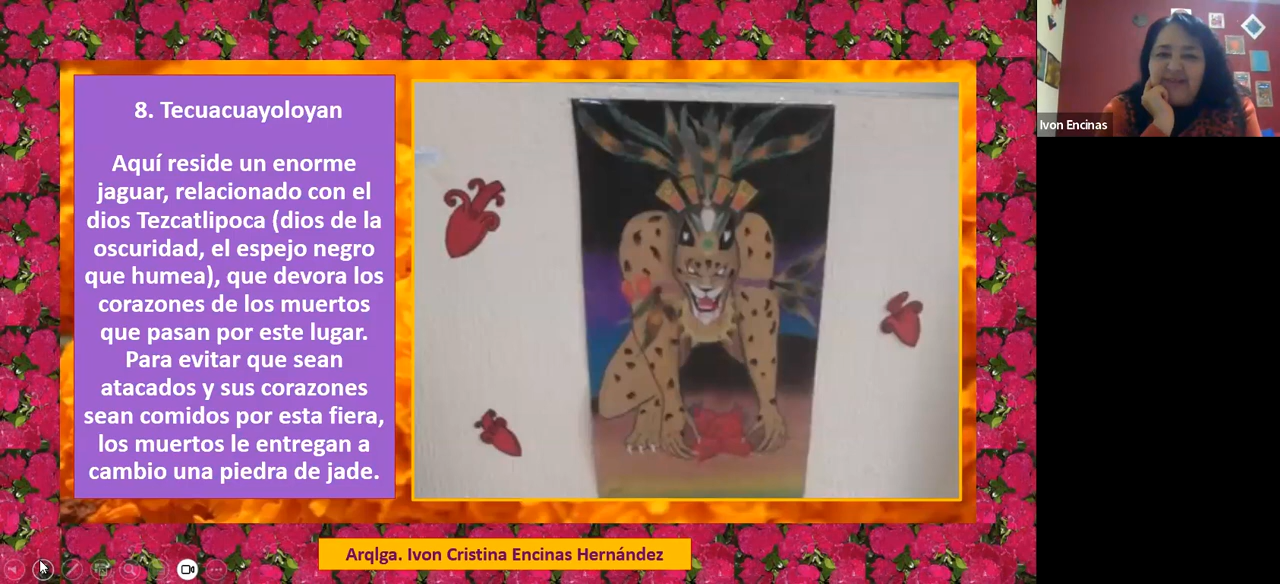 8. Tecuacuayoloyan
Aquí reside un enorme
jaguar, relacionado con el
dios Tezcatlipoca (dios de la
oscuridad, el espejo negro
que humea), que devora los
corazones de los muertos
que pasan por este lugar.
Para evitar que sean
atacados y sus corazones
sean comidos por esta fiera,
los muertos le entregan a
cambio una piedra de jade.
Arqlga. Ivon Cristina Encinas Hernández
Ivon Encinas